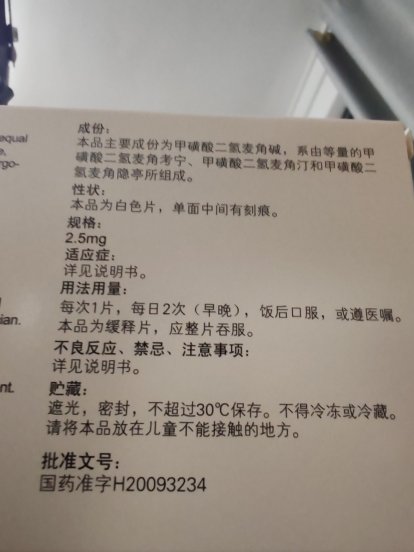 equal
成份：
本品主要成份为甲磺酸二氢麦角碱，系由等量的甲
磺酸二氢麦角考宁、甲磺酸二氢麦角汀和甲磺酸二
rgo-
氢麦角隐亭所组成。
性状：
本品为白色片，单面中间有刻痕。
规格：
2.5mg
适应症：
详见说明书。
用法用量：
每次1片，每日2次（早晚），饭后口服，或遵医嘱。
ian.
本品为缓释片，应整片吞服。
不良反应、禁忌、注意事项：
详见说明书。
nt.
贮藏：
遮光，密封，不超过30℃保存。不得冷冻或冷藏。
请将本品放在儿童不能接触的地方。
批准文号：
国药准字H20093234